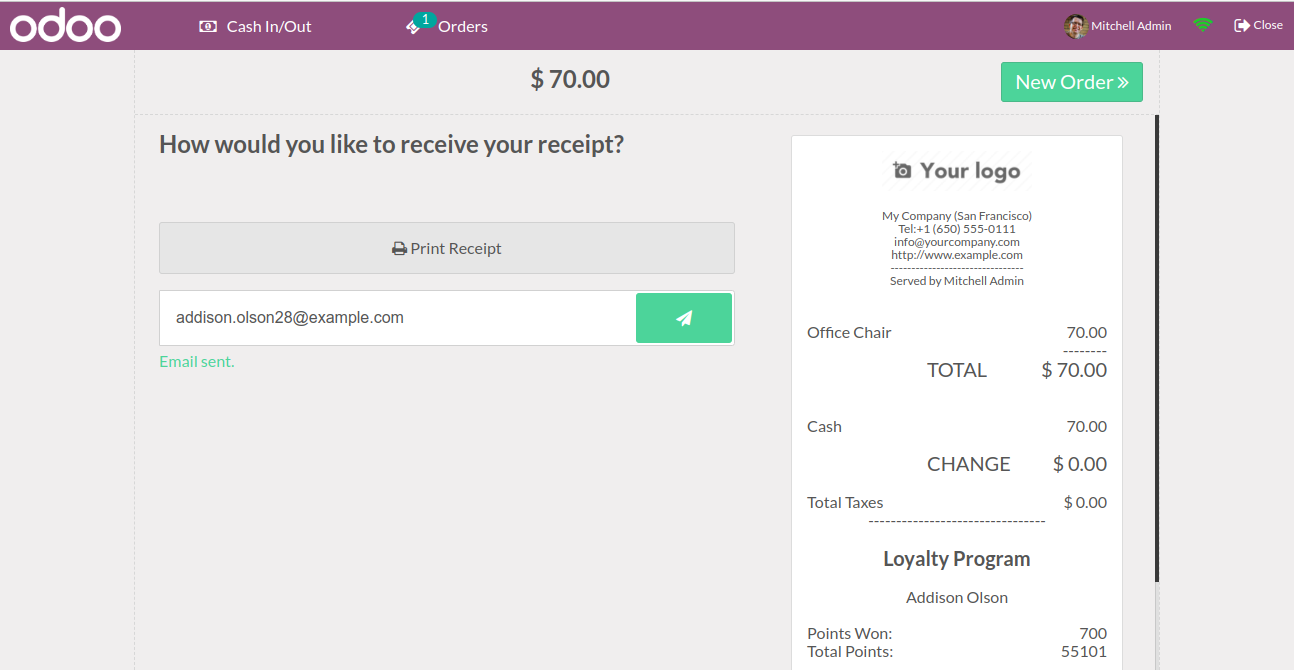 odoo
Cash In/Out
1
Orders
Mitchell Admin
Close
$ 70.00
New Order »
How would you like to receive your receipt?
Print Receipt
addison.olson28@example.com
Email sent.
Your logo
My Company (San Francisco)
Tel:+1 (650) 555-0111
info@yourcompany.com
http://www.example.com
--------------------------------
Served by Mitchell Admin
Office Chair 70.00
--------
TOTAL $ 70.00
Cash 70.00
CHANGE $ 0.00
Total Taxes $ 0.00
--------------------------------
Loyalty Program
Addison Olson
Points Won: 700
Total Points: 55101